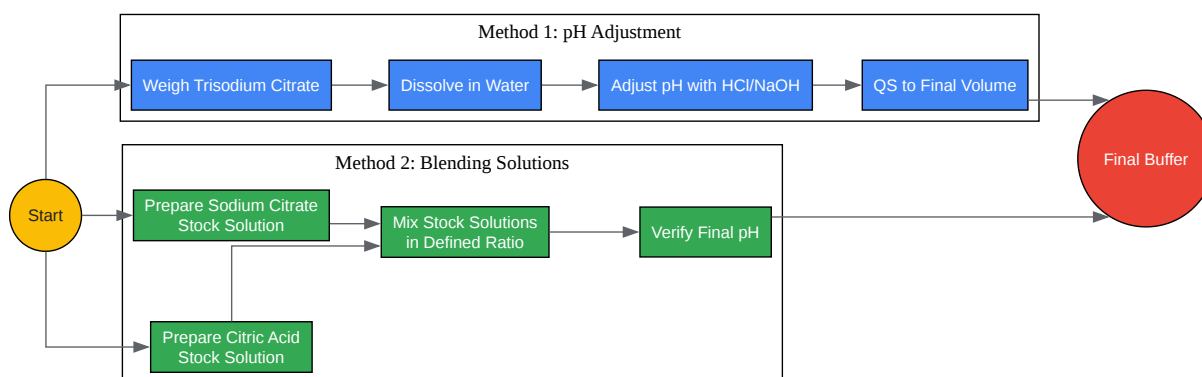 Method 1: pH Adjustment
Weigh Trisodium Citrate
Dissolve in Water
Adjust pH with HCl/NaOH
QS to Final Volume
Final Buffer
Method 2: Blending Solutions
Start
Prepare Sodium Citrate
Stock Solution
Mix Stock Solutions
in Defined Ratio
Verify Final pH
Prepare Citric Acid
Stock Solution